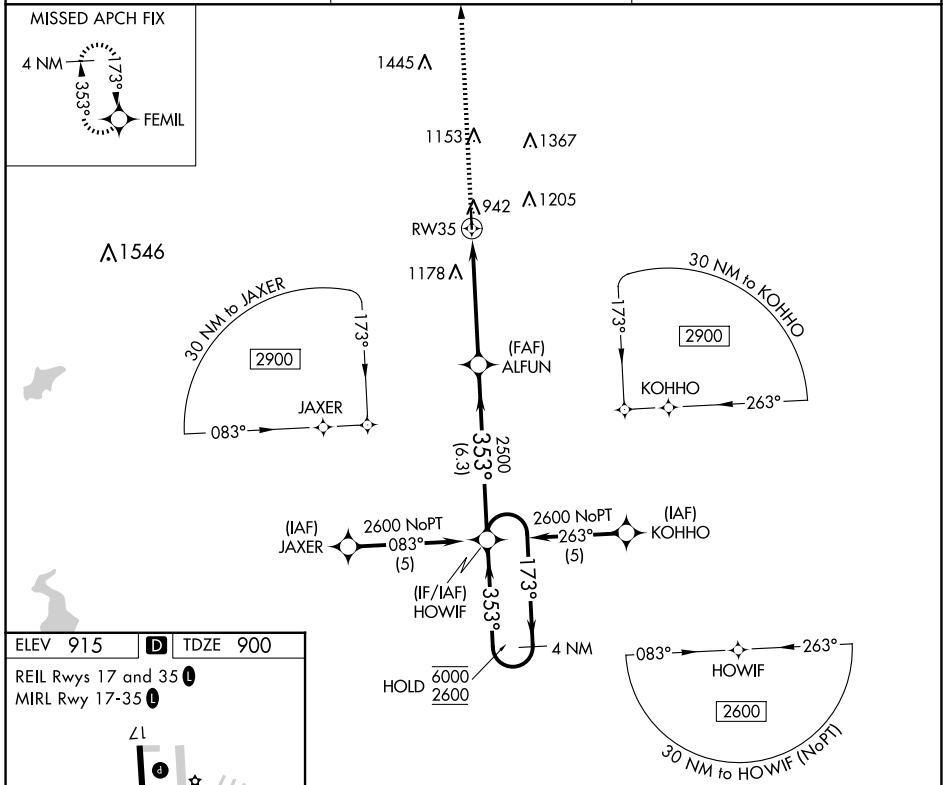 MISSED APCH FIX
4 NM
173°
353°
FEMIL
1445
1153
1367
942
1205
RW35
1546
1178
30 NM to JAXER
2900
173°
JAXER
083°
30 NM to KOHHO
2900
173°
KOHHO
263°
(FAF)
ALFUN
2500
353°
(6.3)
(IAF)
JAXER
2600 NoPT
083°
(5)
2600 NoPT
263°
(5)
(IAF)
KOHHO
(IF/IAF)
HOWIF
353°
173°
4 NM
HOLD 6000
2600
083°
263°
HOWIF
2600
30 NM to HOWIF (NoPT)
ELEV 915 D TDZE 900
REIL Rwys 17 and 35 L
MIRL Rwy 17-35 L
17
P